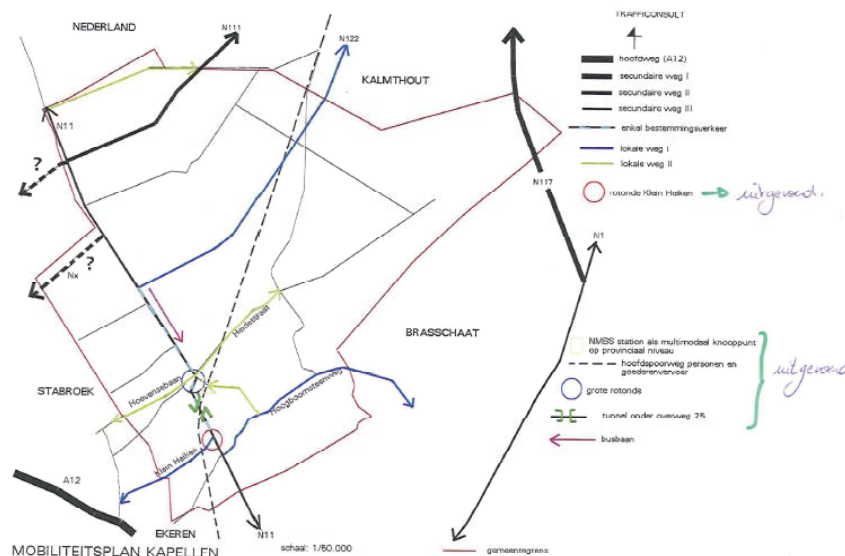 NEDERLAND
N111
N122
KALMTHOUT
N11
?
?
Nx
N117
N1
BRASSCHAAT
STABROEK
Heidestraat
Hoevensebaan
Hoogboomsteenweg
Klein Heiken
A12
EKEREN
N11
MOBILITEITSPLAN KAPELLEN
schaal: 1/50.000
TRAFFICONSULT
hoofdweg (A12)
secundaire weg I
secundaire weg II
secundaire weg III
enkel bestemmingsverkeer
lokale weg I
lokale weg II
rotonde Klein Heiken
uitgevoerd.
NMBS station als multimodaal knooppunt
op provinciaal niveau
hoofdspoorweg personen en
goederenvervoer
grote rotonde
tunnel onder overweg 25
busbaan
uitgevoerd
gemeentegrens